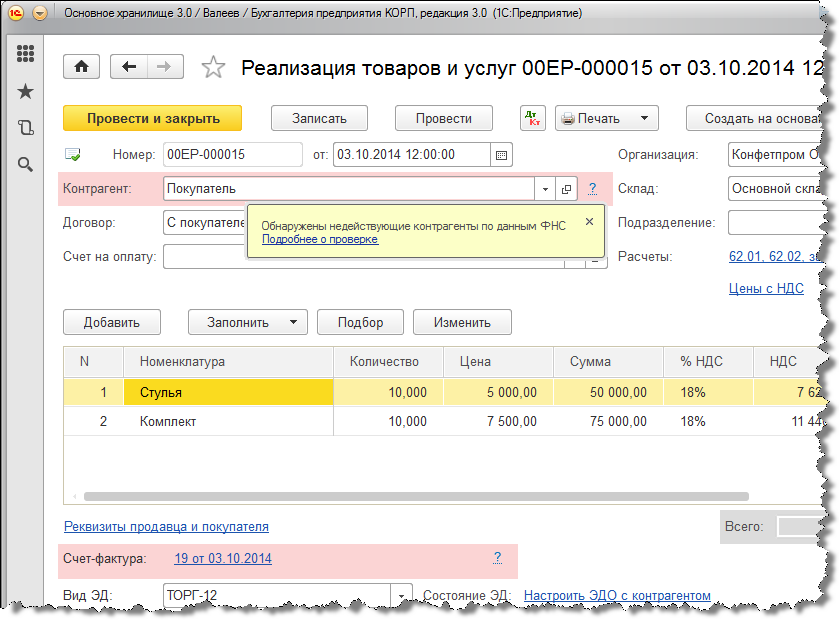 Основное хранилище 3.0 / Валеев / Бухгалтерия предприятия КОРП, редакция 3.0 (1С:Предприятие)
Реализация товаров и услуг 00ЕР-000015 от 03.10.2014 12
Провести и закрыть Записать Провести Дт Кт Печать Создать на основа
Номер: 00ЕР-000015 от: 03.10.2014 12:00:00 Организация: Конфетпром О
Контрагент: Покупатель ? Склад: Основной скла
Договор: С покупателе Подразделение:
Обнаружены недействующие контрагенты по данным ФНС
Подробнее о проверке
Счет на оплату: Расчеты: 62.01, 62.02, з
Цены с НДС
Добавить Заполнить Подбор Изменить
N Номенклатура Количество Цена Сумма % НДС НДС
1 Стулья 10,000 5 000,00 50 000,00 18% 7 62
2 Комплект 10,000 7 500,00 75 000,00 18% 11 44
Реквизиты продавца и покупателя
Всего:
Счет-фактура: 19 от 03.10.2014 ?
Вид ЭД: ТОРГ-12 Состояние ЭД: Настроить ЭДО с контрагентом